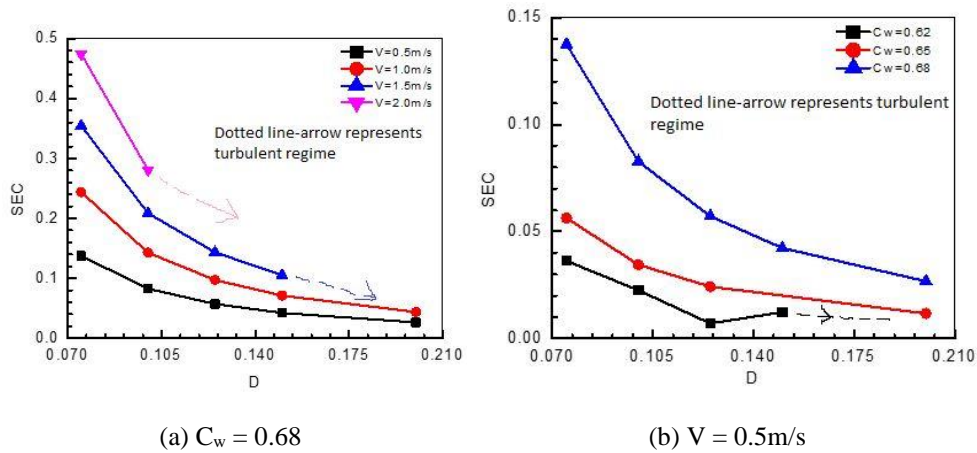 0.5
0.4
0.3
0.2
0.1
0.0
SEC
0.070
0.105
0.140
0.175
0.210
D
V=0.5m/s
V=1.0m/s
V=1.5m/s
V=2.0m/s
Dotted line-arrow represents
turbulent regime
(a) Cw = 0.68
0.15
0.10
0.05
0.00
SEC
0.070
0.105
0.140
0.175
0.210
D
Cw=0.62
Cw=0.65
Cw=0.68
Dotted line-arrow represents turbulent
regime
(b) V = 0.5m/s